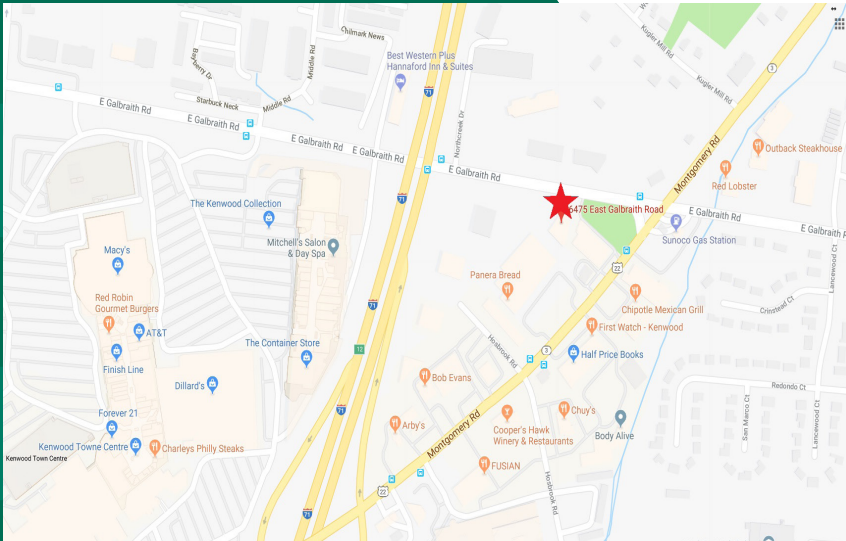 Chilmark News
Middle Rd
Bayberry Dr
Best Western Plus
Hannaford Inn & Suites
71
Kugler Mill Rd
Kugler Mill Rd
3
Starbuck Neck
Middle Rd
E Galbraith Rd
E Galbraith Rd
E Galbraith Rd
E Galbraith Rd
Northcreek Dr
E Galbraith Rd
Montgomery Rd
Outback Steakhouse
Red Lobster
71
The Kenwood Collection
6475 East Galbraith Road
E Galbraith Rd
E Galbraith R
Sunoco Gas Station
Mitchell's Salon
& Day Spa
Macy's
22
Lancewood Ct
Panera Bread
Red Robin
Gourmet Burgers
71
Chipotle Mexican Grill
Crinstead Ct
AT&T
First Watch - Kenwood
The Container Store
Hosbrook Rd
12
3
Half Price Books
Finish Line
Dillard's
Bob Evans
Redondo Ct
Forever 21
71
Arby's
Montgomery Rd
Cooper's Hawk
Winery & Restaurants
Chuy's
Body Alive
San Marco Ct
Lancewood Ct
Kenwood Towne Centre
Charleys Philly Steaks
Kenwood Town Centre
FUSIAN
22
Hosbrook Rd
71